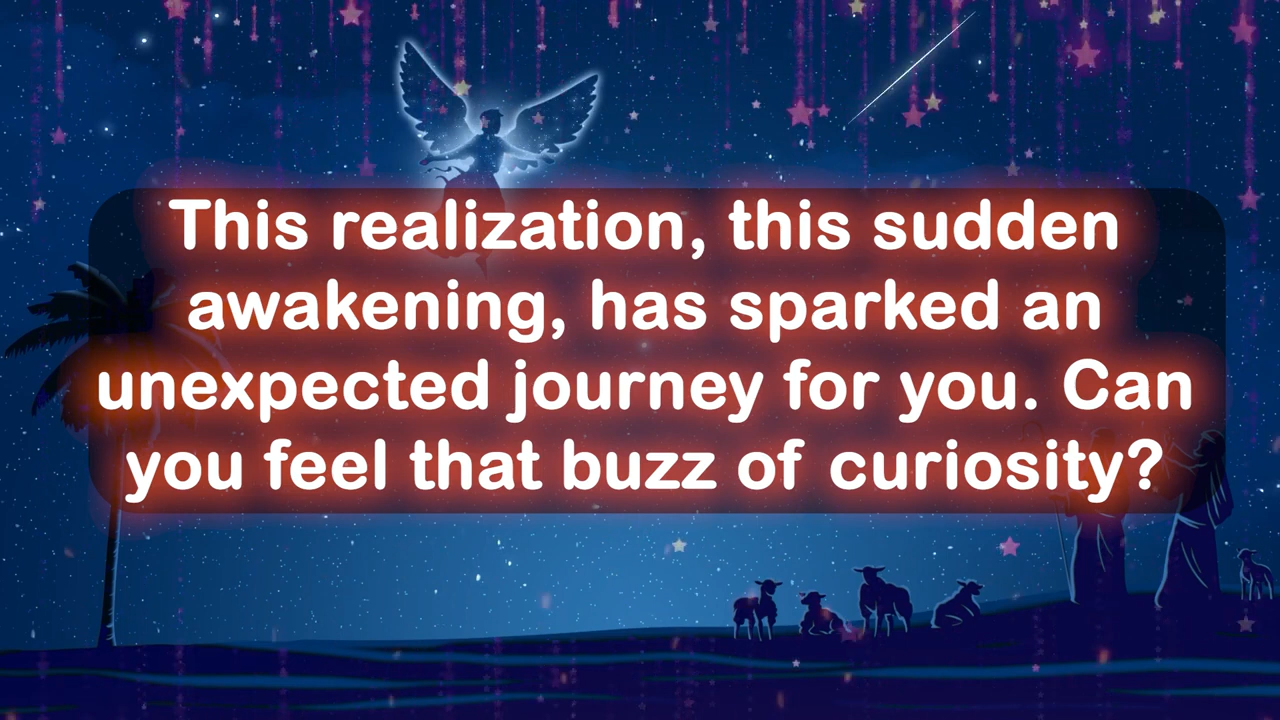 This realization, this sudden
awakening, has sparked an
unexpected journey for you. Can
you feel that buzz of curiosity?